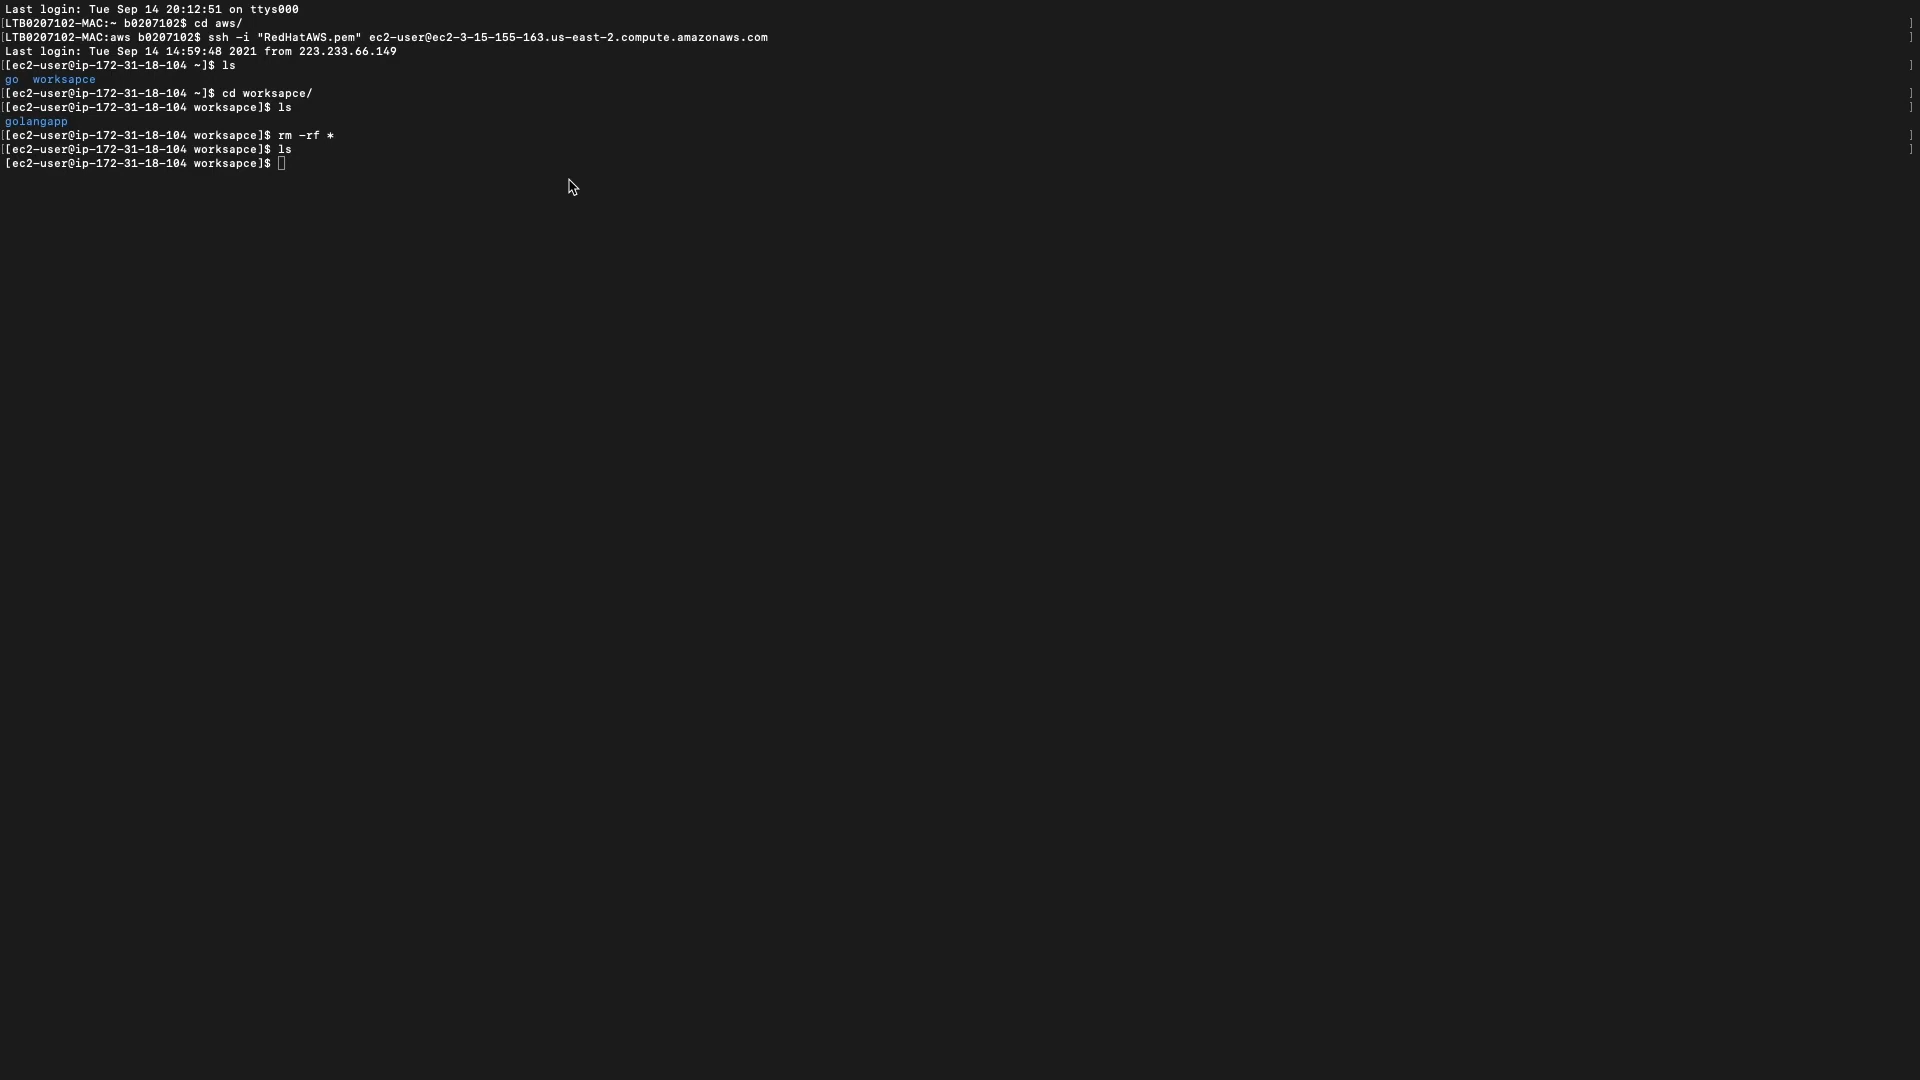 Last login: Tue Sep 14 20:12:51 on ttys000
[LTB0207102-MAC:~ b0207102$ cd aws/ ]
[LTB0207102-MAC:aws b0207102$ ssh -i "RedHatAWS.pem" ec2-user@ec2-3-15-155-163.us-east-2.compute.amazonaws.com ]
Last login: Tue Sep 14 14:59:48 2021 from 223.233.66.149
[[ec2-user@ip-172-31-18-104 ~]$ ls ]
go  worksapce
[[ec2-user@ip-172-31-18-104 ~]$ cd worksapce/ ]
[[ec2-user@ip-172-31-18-104 worksapce]$ ls ]
golangapp
[[ec2-user@ip-172-31-18-104 worksapce]$ rm -rf * ]
[[ec2-user@ip-172-31-18-104 worksapce]$ ls ]
[ec2-user@ip-172-31-18-104 worksapce]$